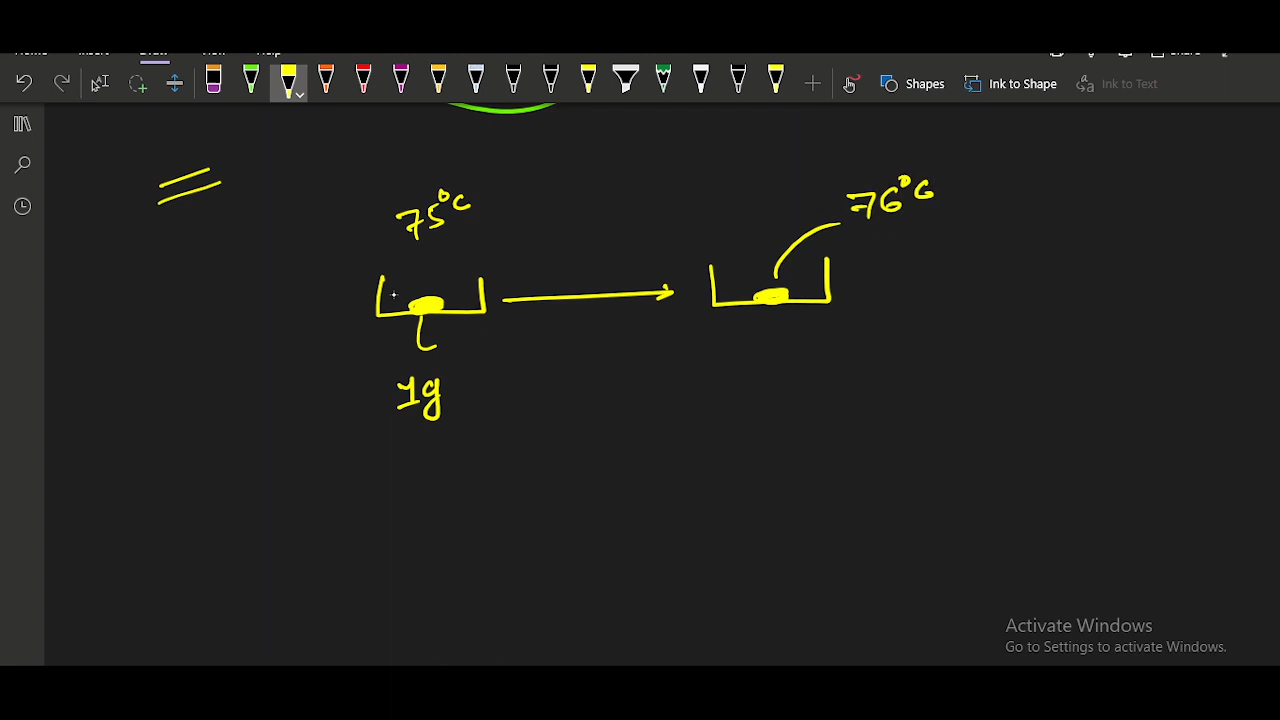 Shapes
Ink to Shape
Ink to Text
75°C
76°C
1g
Activate Windows
Go to Settings to activate Windows.